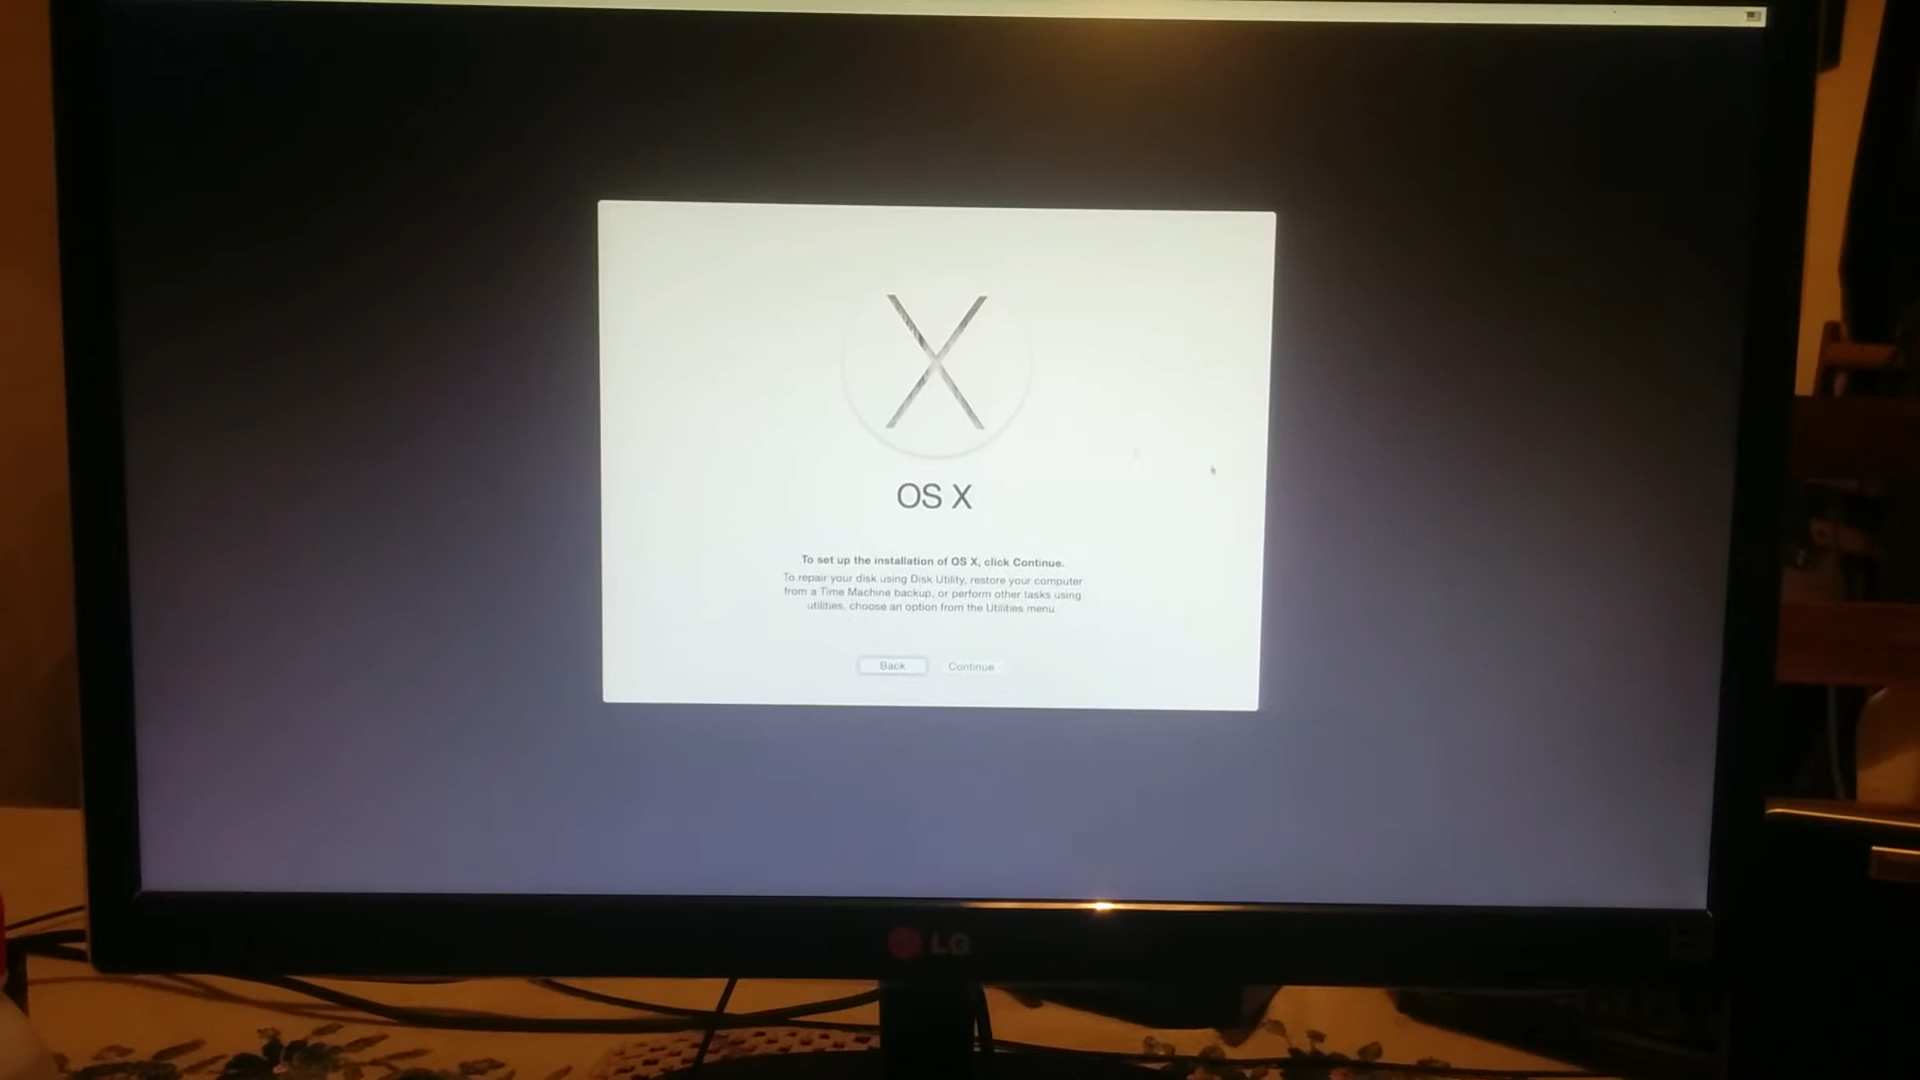 OS X
To set up the installation of OS X, click Continue.
To repair your disk using Disk Utility, restore your computer
from a Time Machine backup, or perform other tasks using
utilities, choose an option from the Utilities menu.
Back
Continue
LG